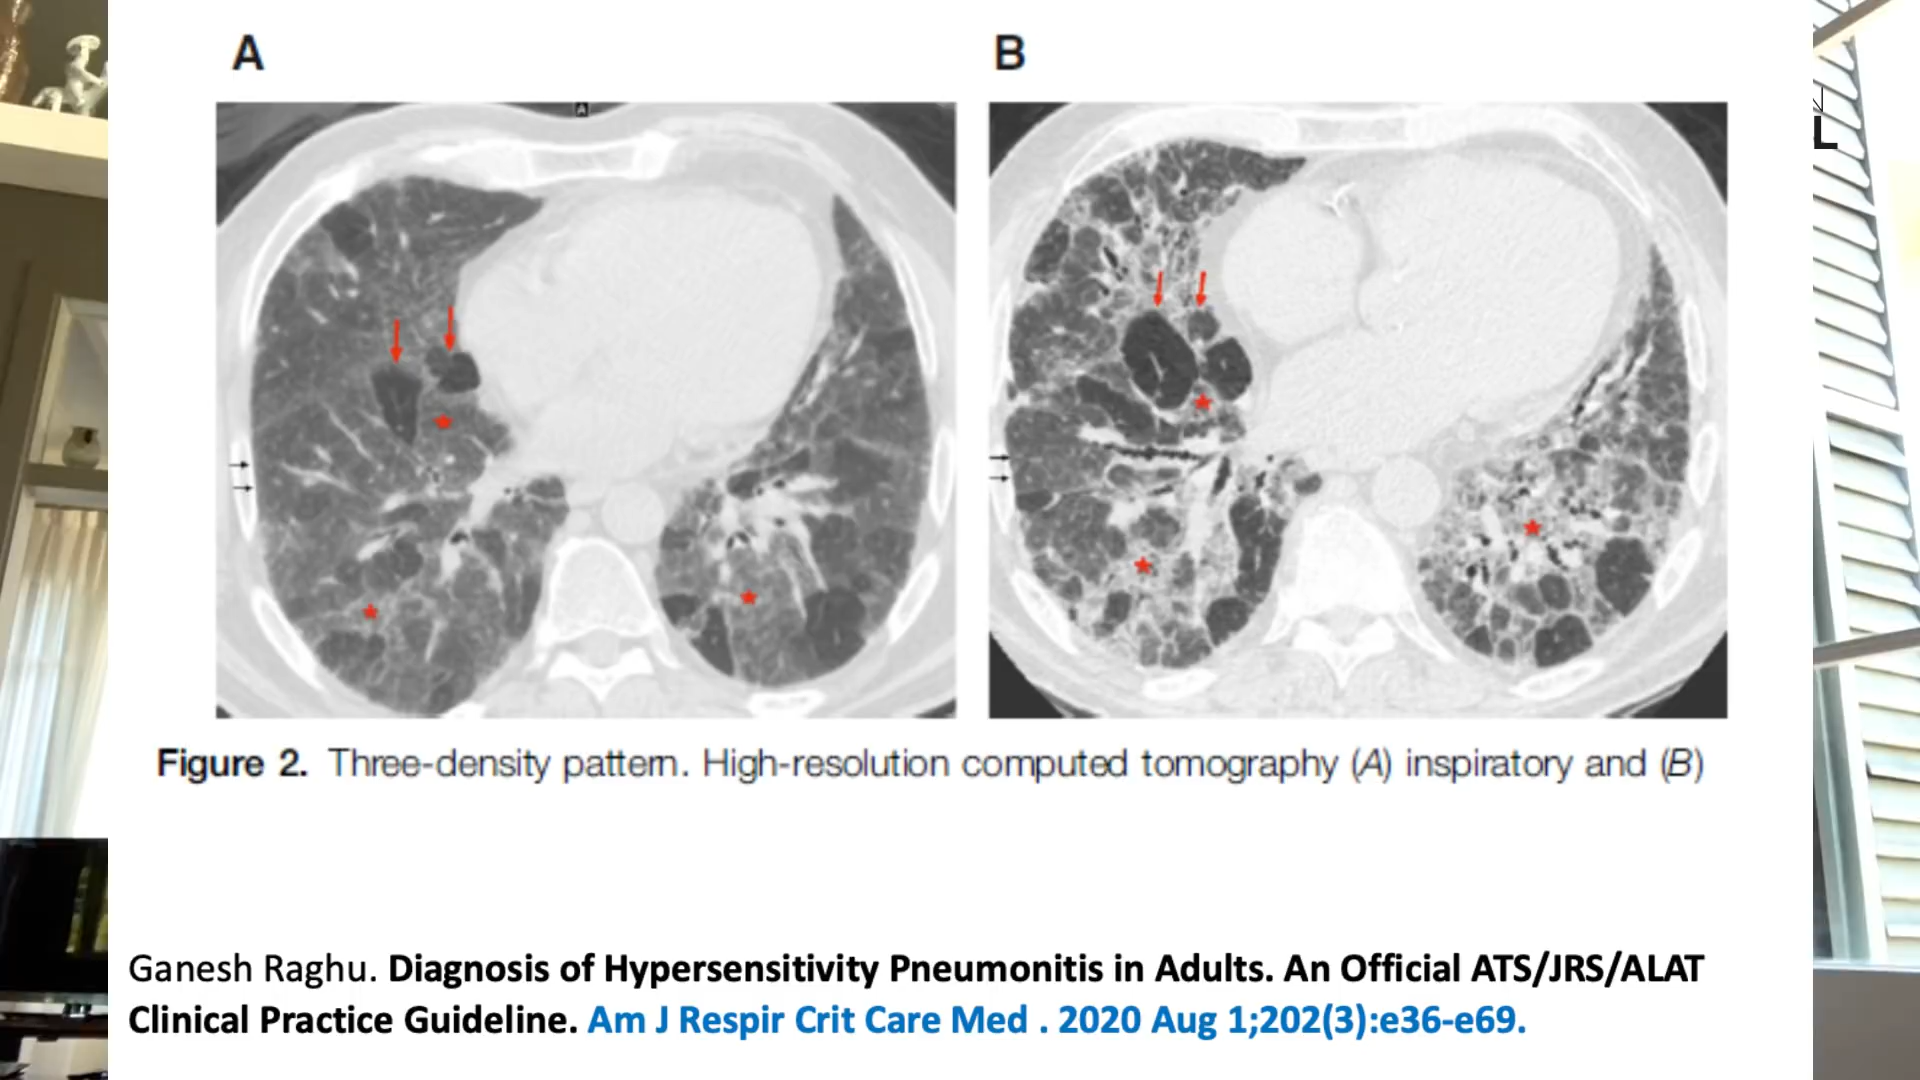 A
B
A
L
Figure 2. Three-density pattern. High-resolution computed tomography (A) inspiratory and (B)
Ganesh Raghu. Diagnosis of Hypersensitivity Pneumonitis in Adults. An Official ATS/JRS/ALAT
Clinical Practice Guideline. Am J Respir Crit Care Med . 2020 Aug 1;202(3):e36-e69.